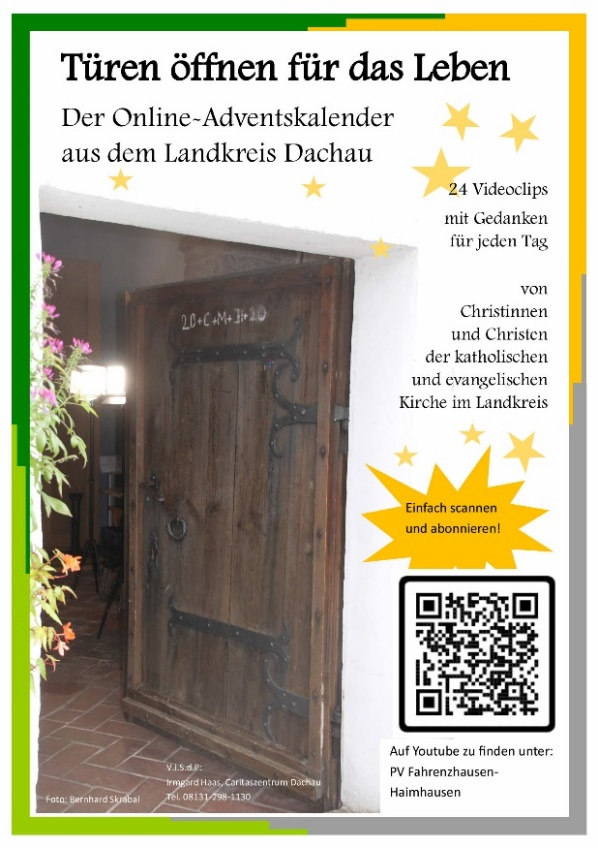 Türen öffnen für das Leben
Der Online-Adventskalender
aus dem Landkreis Dachau
24 Videoclips
mit Gedanken
für jeden Tag
von
Christinnen
und Christen
der katholischen
und evangelischen
Kirche im Landkreis
20+C+M+B+20
Einfach scannen
und abonnieren!
Auf Youtube zu finden unter:
PV Fahrenzhausen-
Haimhausen
V.i.S.d.P:
Irmgard Haas, Caritaszentrum Dachau
Tel. 08131-298-1130
Foto: Bernhard Skrabal